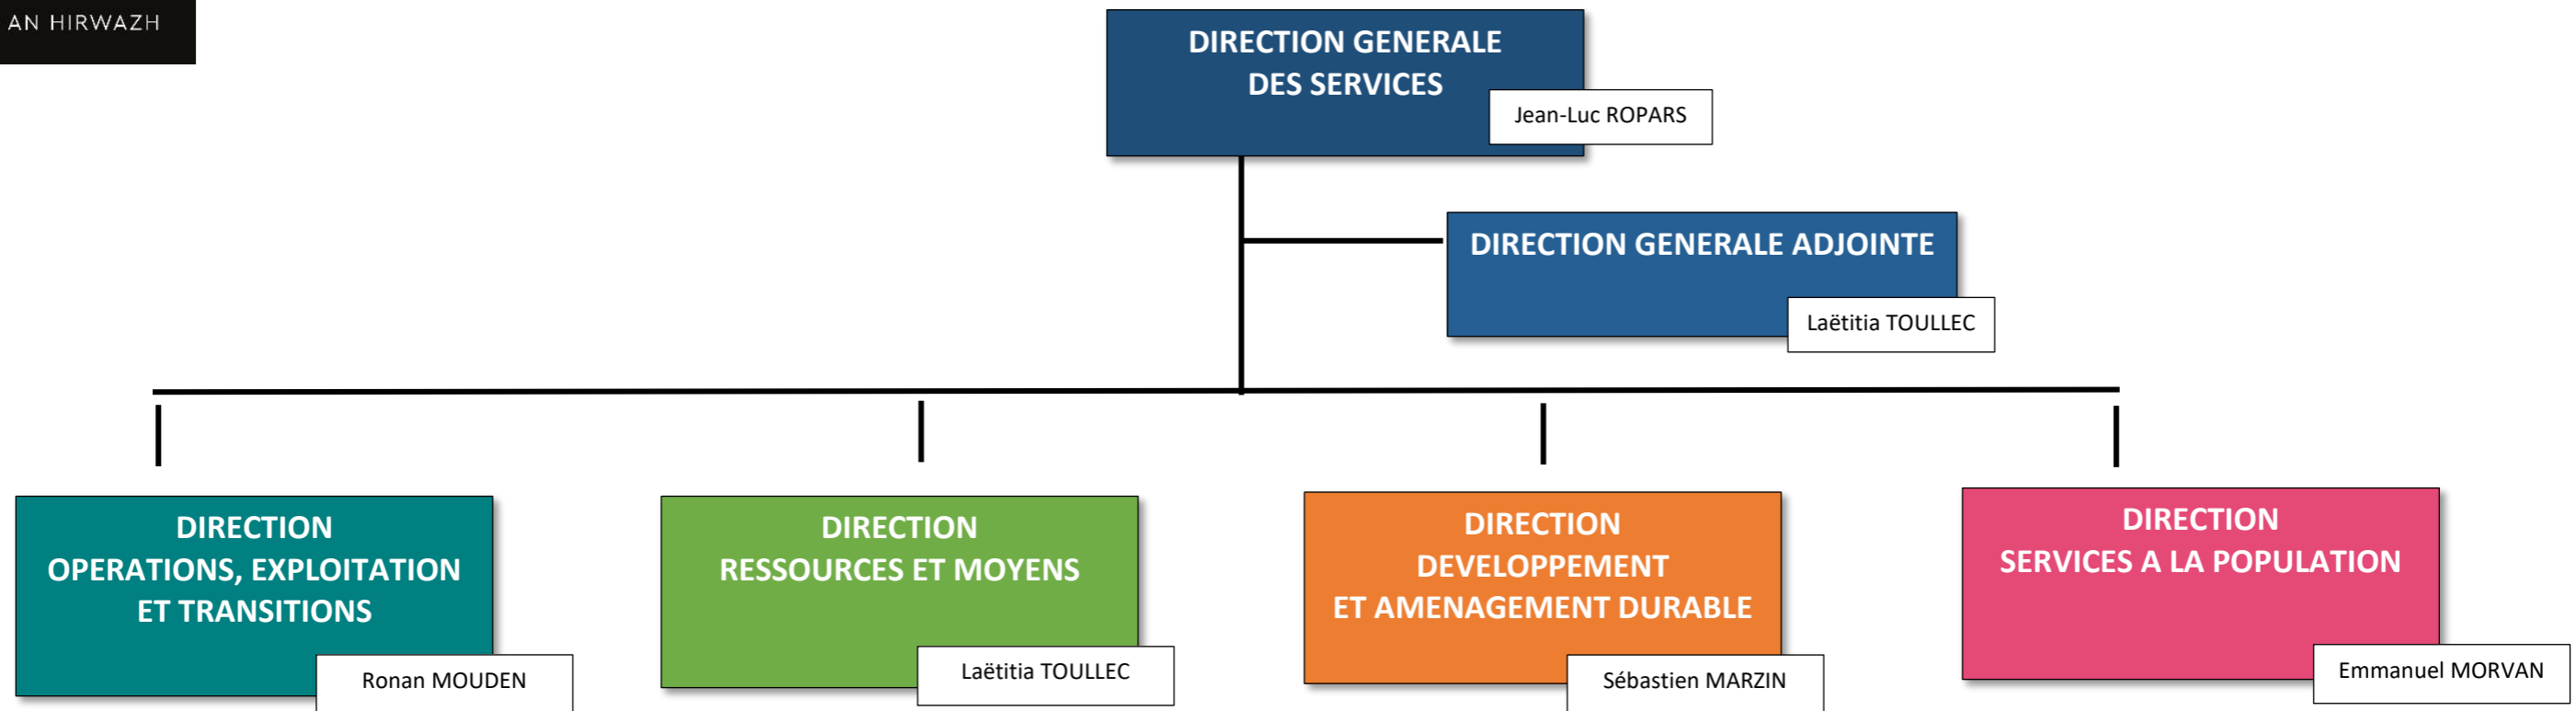 AN HIRWAZH
DIRECTION GENERALE
DES SERVICES
Jean-Luc ROPARS
DIRECTION GENERALE ADJOINTE
Laëtitia TOULLEC
DIRECTION
OPERATIONS, EXPLOITATION
ET TRANSITIONS
Ronan MOUDEN
DIRECTION
RESSOURCES ET MOYENS
Laëtitia TOULLEC
DIRECTION
DEVELOPPEMENT
ET AMENAGEMENT DURABLE
Sébastien MARZIN
DIRECTION
SERVICES A LA POPULATION
Emmanuel MORVAN